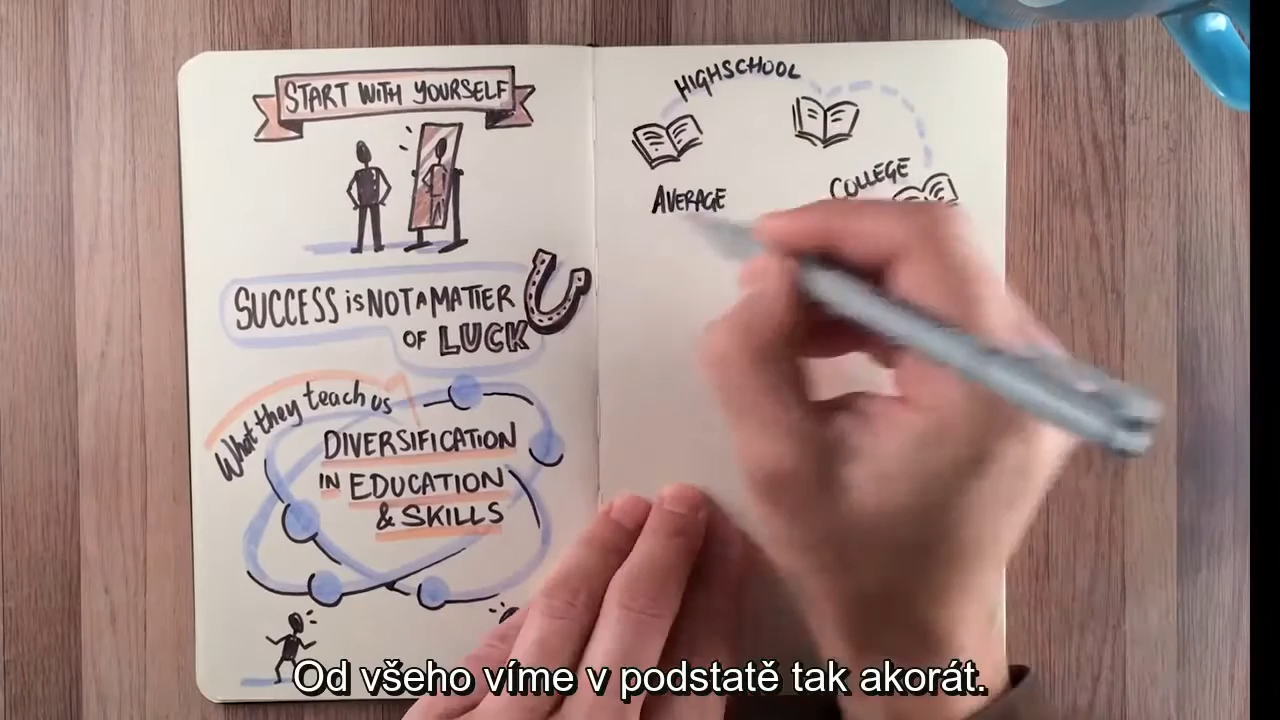 START WITH YOURSELF
SUCCESS iS NOT A MATTER
OF LUCK
What they teach us
DIVERSIFICATION
IN EDUCATION
& SKILLS
HIGHSCHOOL
COLLEGE
AVERAGE
Od všeho víme v podstatě tak akorát.